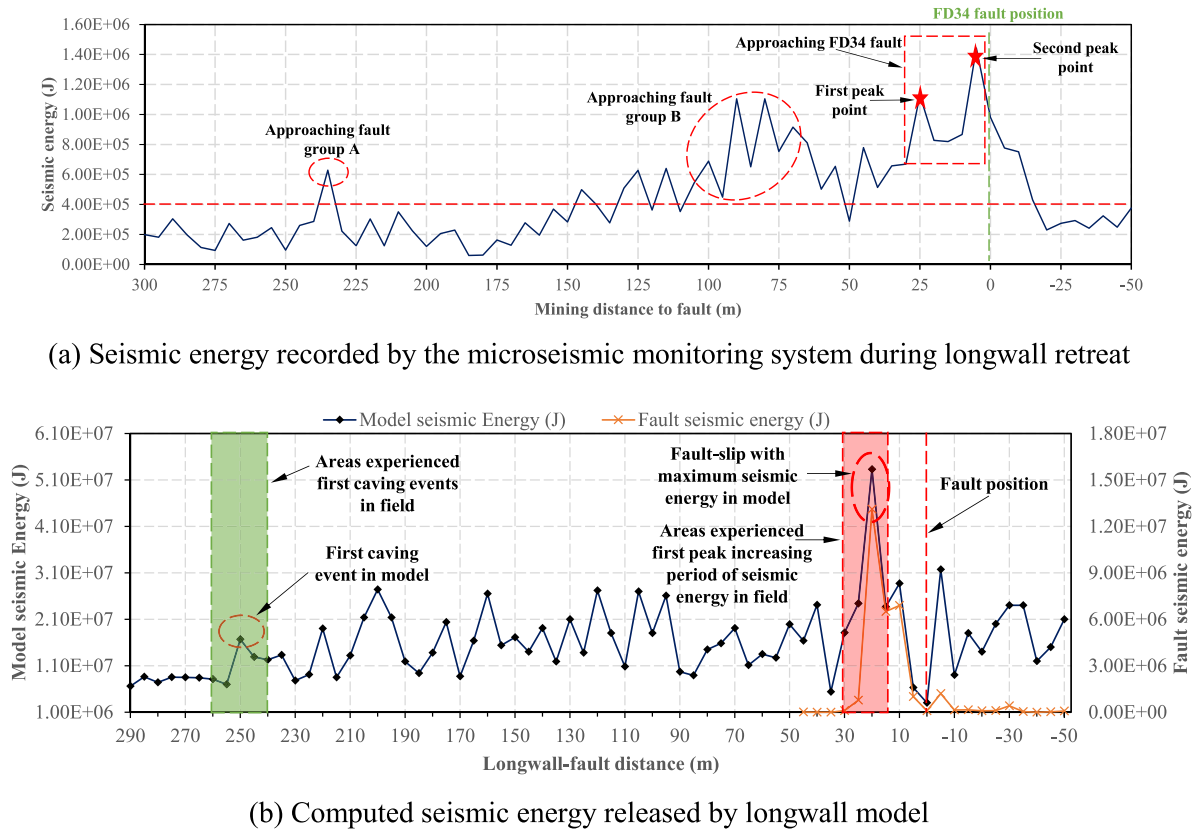 FD34 fault position
1.60E+06
1.40E+06
1.20E+06
1.00E+06
8.00E+05
6.00E+05
4.00E+05
2.00E+05
0.00E+00
Seismic energy (J)
Approaching fault
group A
Approaching fault
group B
Approaching FD34 fault
First peak
point
Second peak
point
300 275 250 225 200 175 150 125 100 75 50 25 0 -25 -50
Mining distance to fault (m)
(a) Seismic energy recorded by the microseismic monitoring system during longwall retreat
Model seismic Energy (J) Fault seismic energy (J)
6.10E+07
5.10E+07
4.10E+07
3.10E+07
2.10E+07
1.10E+07
1.00E+06
Model seismic Energy (J)
Areas experienced
first caving events
in field
First caving
event in model
Fault-slip with
maximum seismic
energy in model
Areas experienced
first peak increasing
period of seismic
energy in field
Fault position
1.80E+07
1.50E+07
1.20E+07
9.00E+06
6.00E+06
3.00E+06
0.00E+00
Fault seismic energy (J)
290 270 250 230 210 190 170 150 130 110 90 70 50 30 10 -10 -30 -50
Longwall-fault distance (m)
(b) Computed seismic energy released by longwall model